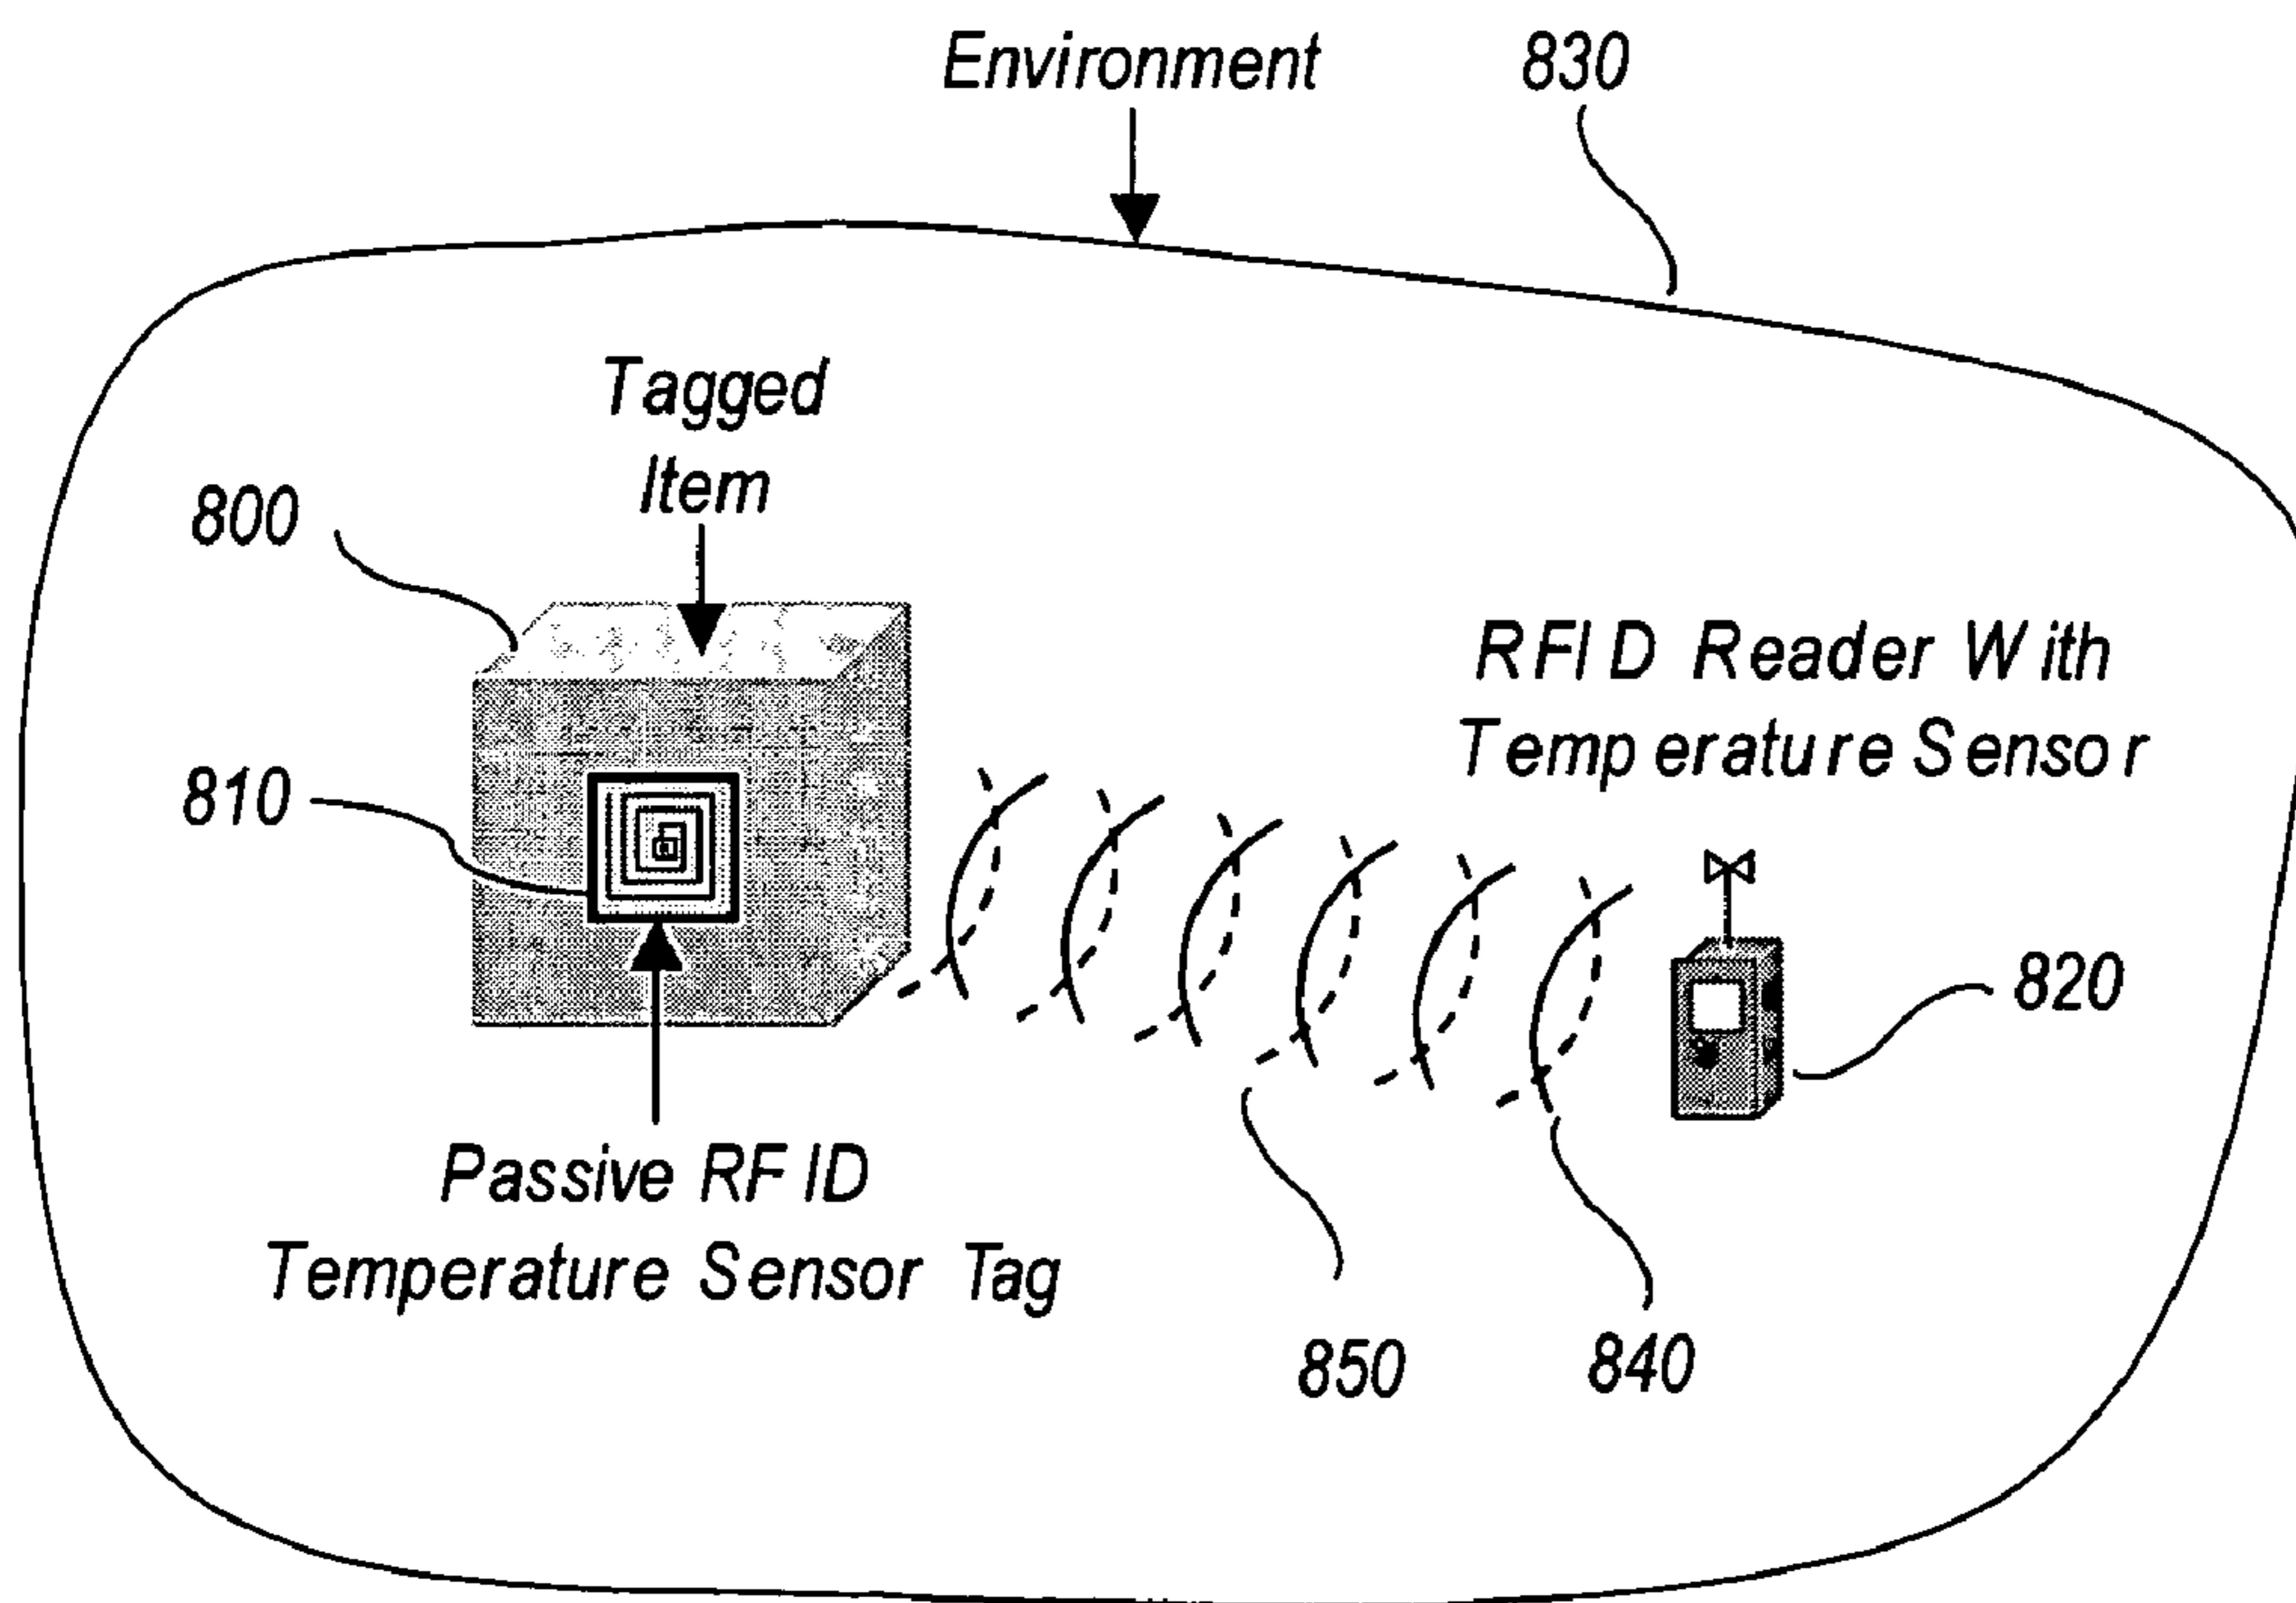 Environment
830
Tagged
Item
800
RFID Reader With
Temperature Sensor
810
820
Passive RFID
Temperature Sensor Tag
850
840